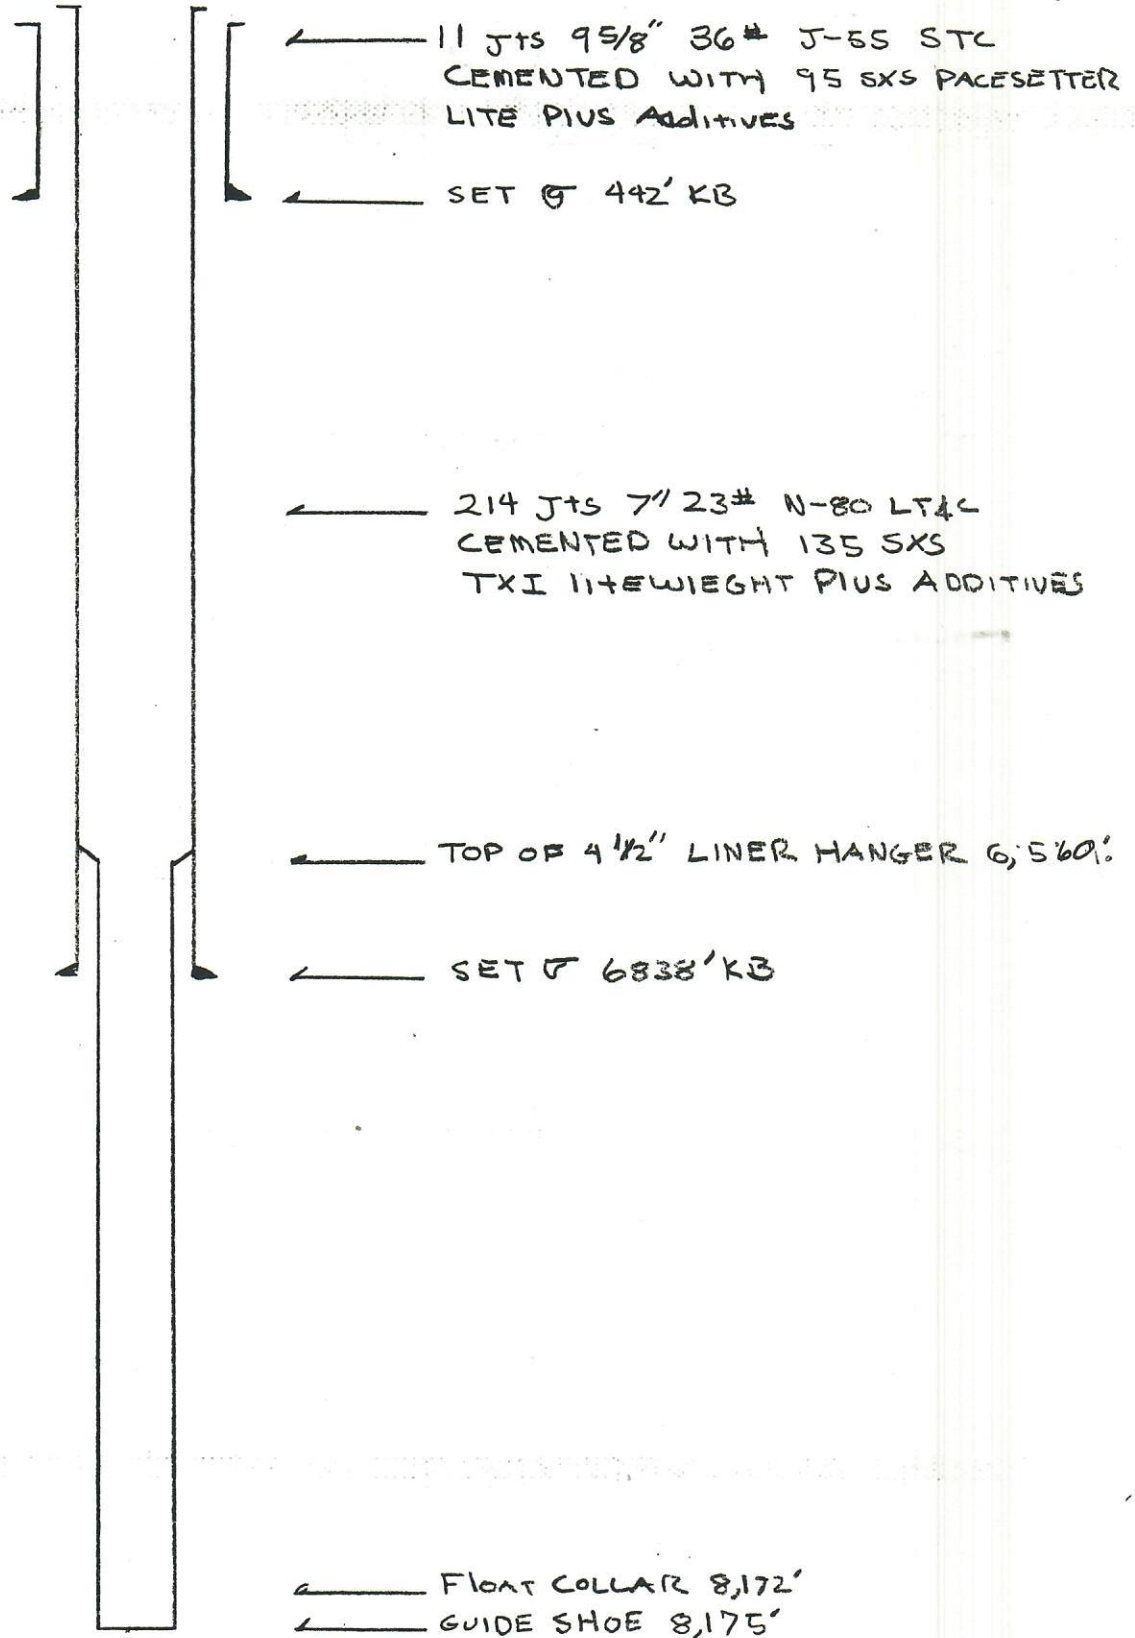 11 Jts 9 5/8" 36# J-55 STC
CEMENTED WITH 95 SXS PACESETTER
LITE PLUS Additives
SET @ 442' KB
214 Jts 7" 23# N-80 LT&C
CEMENTED WITH 135 SXS
TXI litEWIEGHT PLUS ADDITIVES
TOP OF 4 1/2" LINER HANGER 6,560'
SET @ 6838' KB
FLOAT COLLAR 8,172'
GUIDE SHOE 8,175'